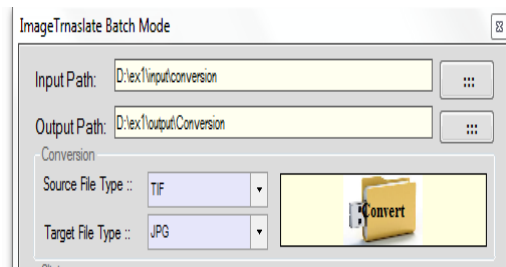 ImageTrnaslate Batch Mode
Input Path: D:\ex1\input\conversion :::
Output Path: D:\ex1\output\Conversion :::
Conversion
Source File Type :: TIF
Convert
Target File Type :: JPG